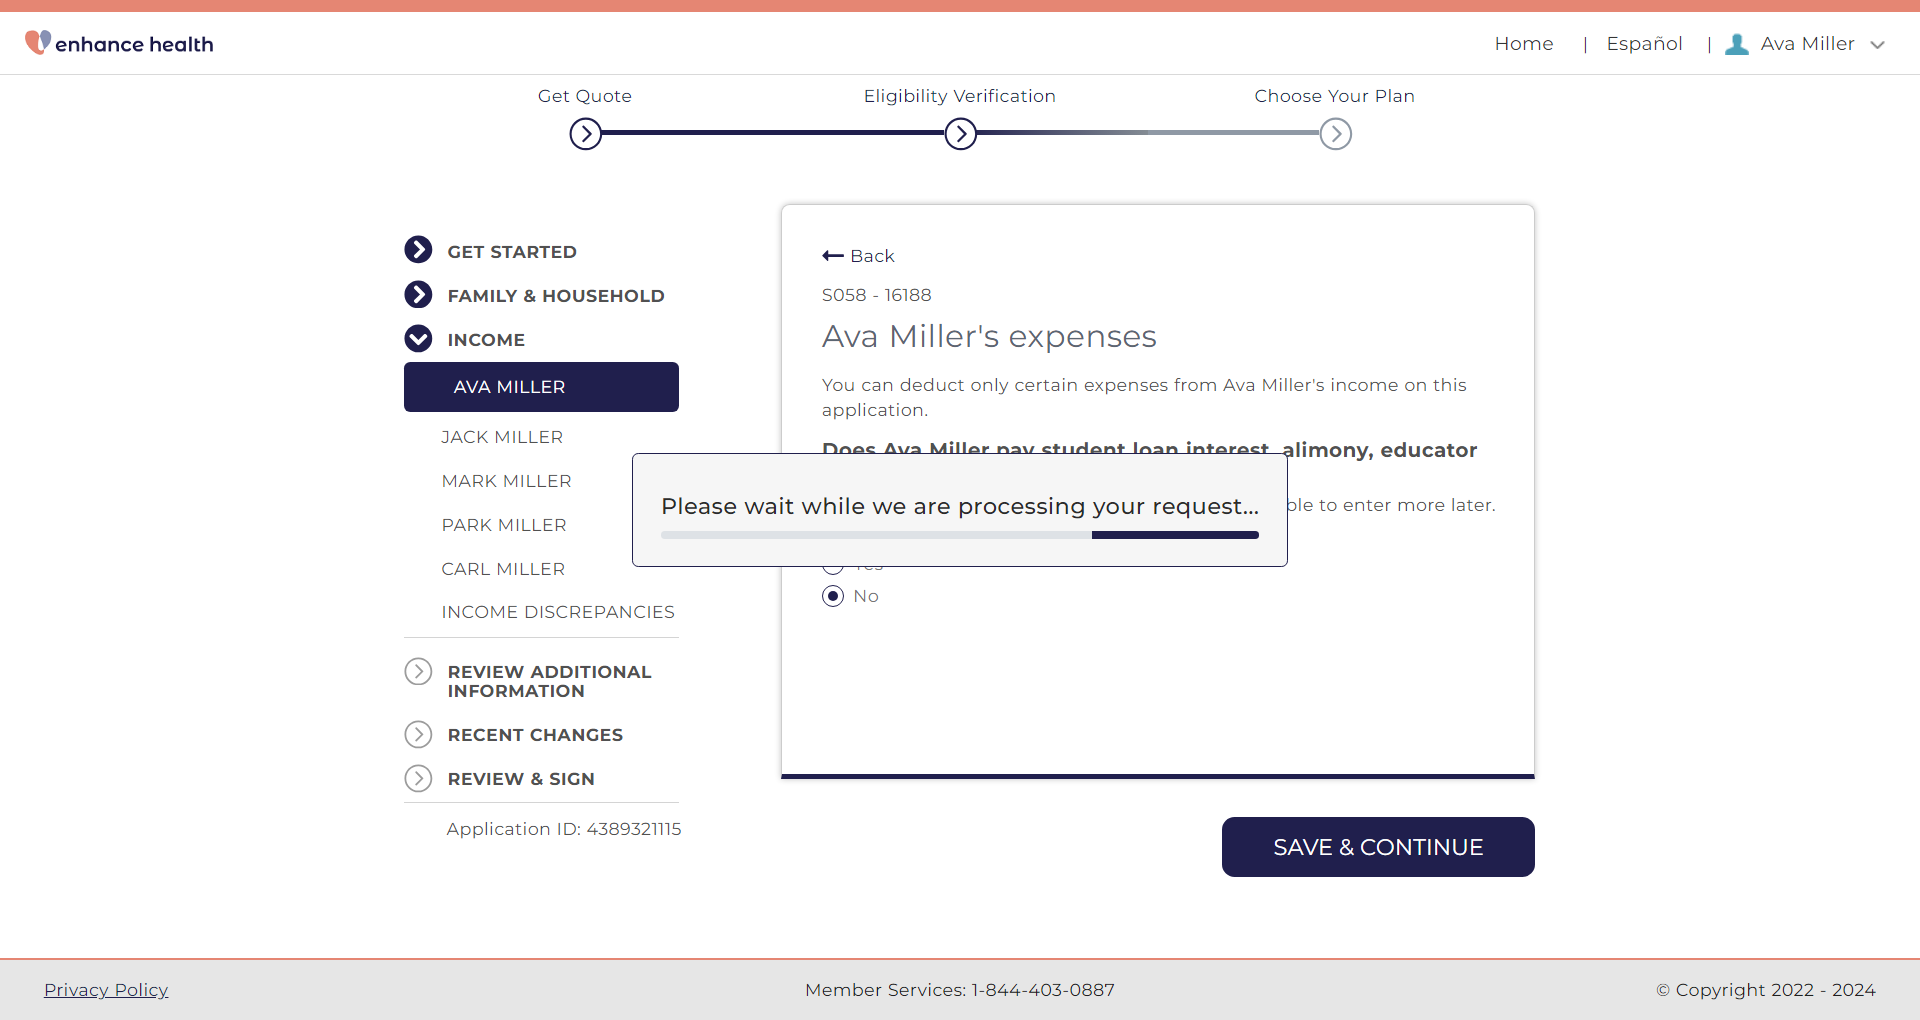 enhance health
Home | Español | Ava Miller
Get Quote
Eligibility Verification
Choose Your Plan
GET STARTED
FAMILY & HOUSEHOLD
INCOME
AVA MILLER
JACK MILLER
MARK MILLER
PARK MILLER
CARL MILLER
INCOME DISCREPANCIES
REVIEW ADDITIONAL
INFORMATION
RECENT CHANGES
REVIEW & SIGN
Application ID: 4389321115
Back
S058 - 16188
Ava Miller's expenses
You can deduct only certain expenses from Ava Miller's income on this
application.
Does Ava Miller pay student loan interest, alimony, educator
to enter more later.
Please wait while we are processing your request...
Yes
No
SAVE & CONTINUE
Privacy Policy
Member Services: 1-844-403-0887
© Copyright 2022 - 2024